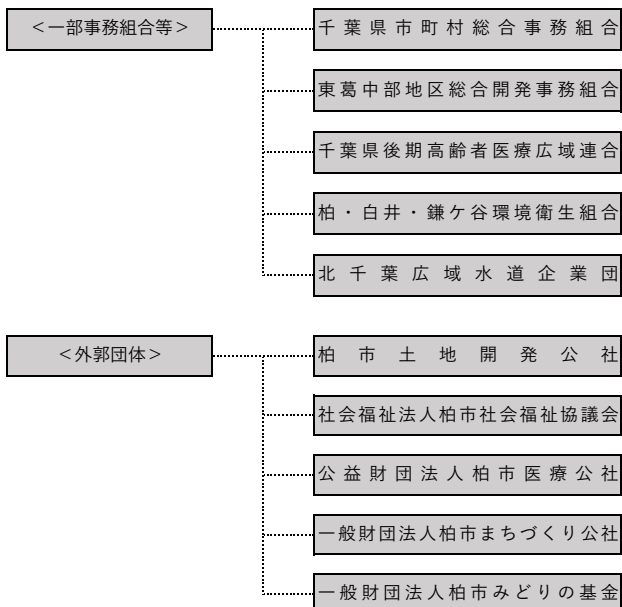 ＜一部事務組合等＞
千葉県市町村総合事務組合
東葛中部地区総合開発事務組合
千葉県後期高齢者医療広域連合
柏・白井・鎌ケ谷環境衛生組合
北千葉広域水道企業団
＜外郭団体＞
柏市土地開発公社
社会福祉法人柏市社会福祉協議会
公益財団法人柏市医療公社
一般財団法人柏市まちづくり公社
一般財団法人柏市みどりの基金